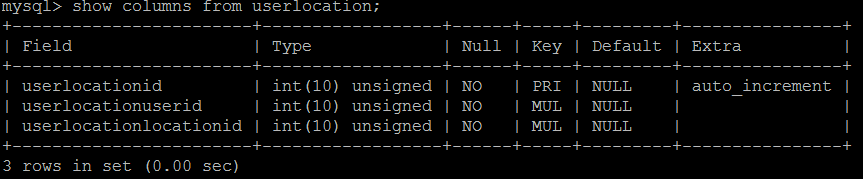 mysql> show columns from userlocation;
+------------------------+------------------+------+-----+---------+----------------+
| Field                  | Type             | Null | Key | Default | Extra          |
+------------------------+------------------+------+-----+---------+----------------+
| userlocationid         | int(10) unsigned | NO   | PRI | NULL    | auto_increment |
| userlocationuserid     | int(10) unsigned | NO   | MUL | NULL    |                |
| userlocationlocationid | int(10) unsigned | NO   | MUL | NULL    |                |
+------------------------+------------------+------+-----+---------+----------------+
3 rows in set (0.00 sec)